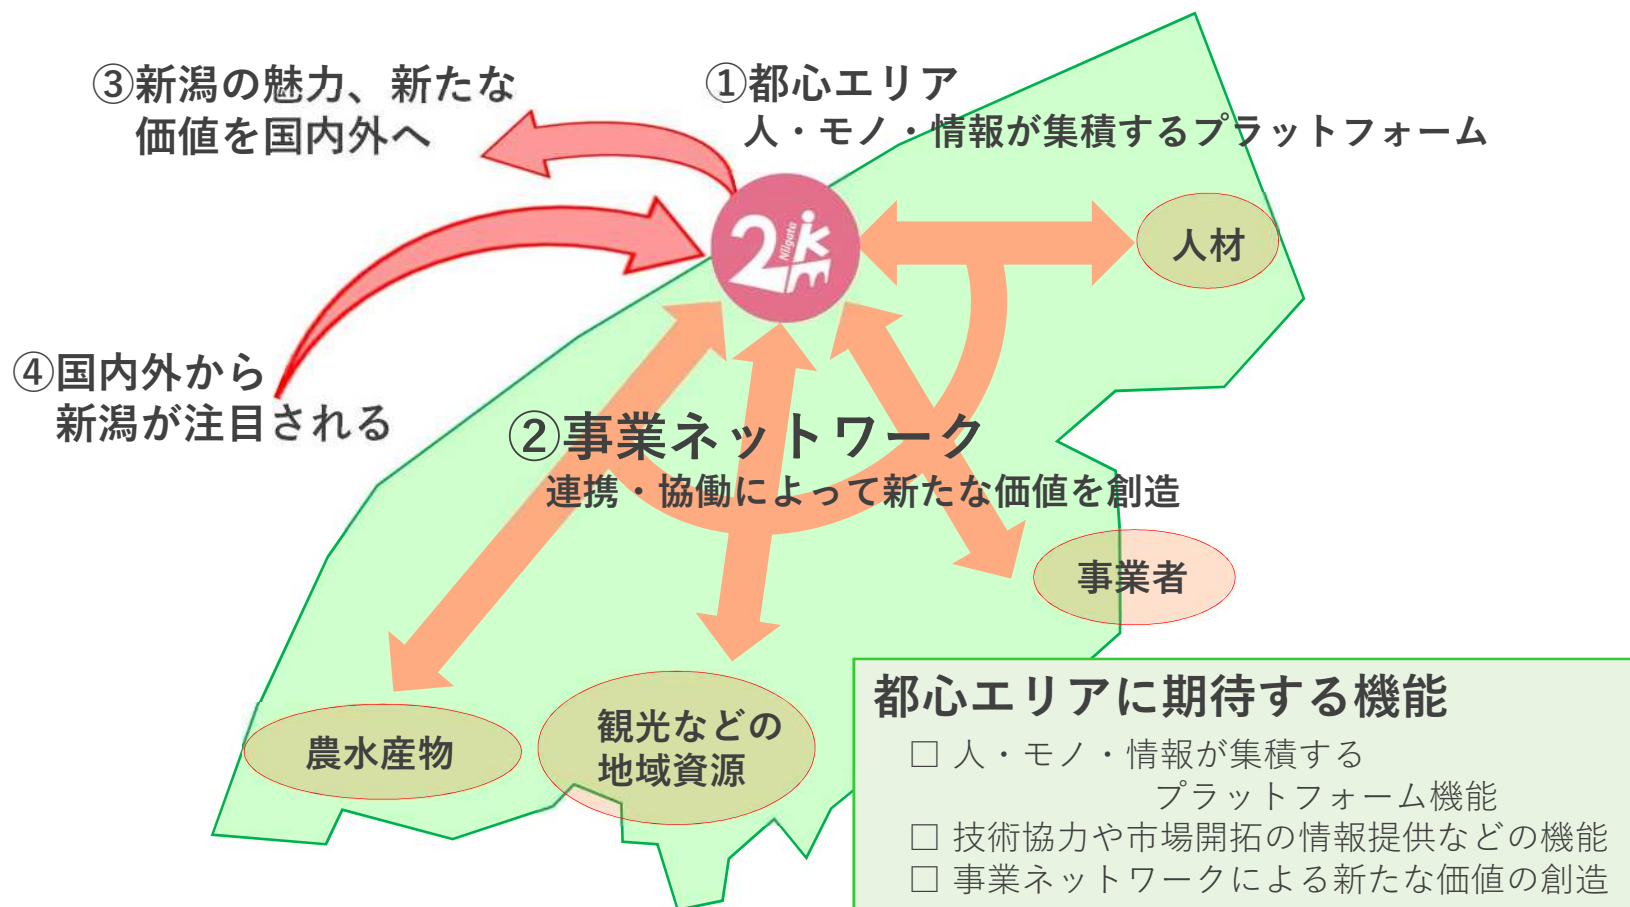 ③新潟の魅力、新たな
価値を国内外へ
①都心エリア
人・モノ・情報が集積するプラットフォーム
2km
Niigata
人材
④国内外から
新潟が注目される
②事業ネットワーク
連携・協働によって新たな価値を創造
事業者
農水産物
観光などの
地域資源
都心エリアに期待する機能
□ 人・モノ・情報が集積する
プラットフォーム機能
□ 技術協力や市場開拓の情報提供などの機能
□ 事業ネットワークによる新たな価値の創造